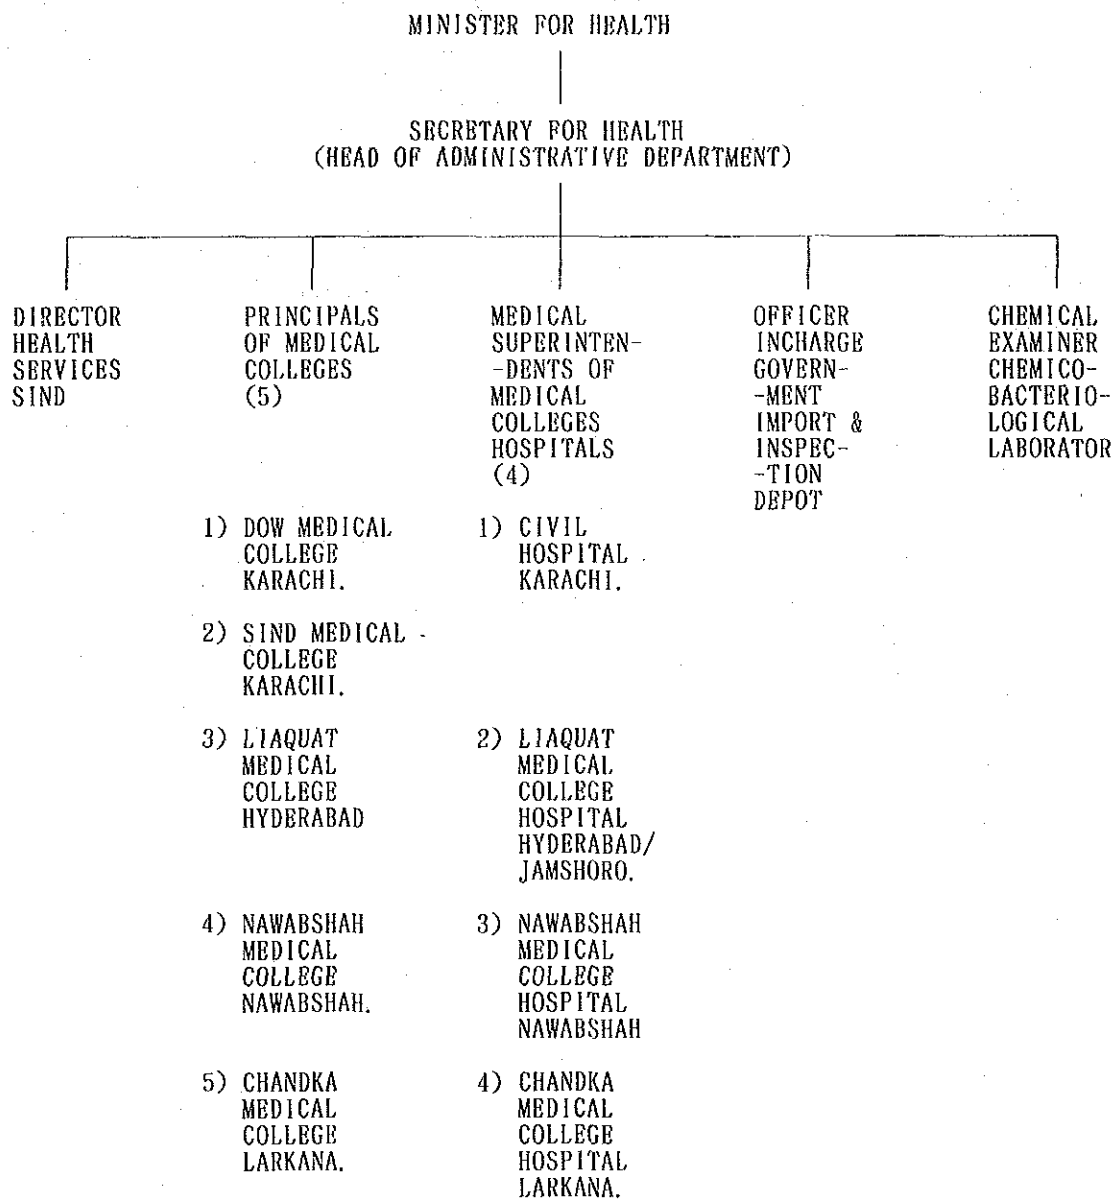 MINISTER FOR HEALTH
SECRETARY FOR HEALTH
(HEAD OF ADMINISTRATIVE DEPARTMENT)
DIRECTOR
HEALTH
SERVICES
SIND
PRINCIPALS
OF MEDICAL
COLLEGES
(5)
MEDICAL
SUPERINTEN-
-DENTS OF
MEDICAL
COLLEGES
HOSPITALS
(4)
OFFICER
INCHARGE
GOVERN-
-MENT
IMPORT &
INSPEC-
-TION
DEPOT
CHEMICAL
EXAMINER
CHEMICO-
BACTERIO-
LOGICAL
LABORATOR
1) DOW MEDICAL
COLLEGE
KARACHI.
2) SIND MEDICAL
COLLEGE
KARACHI.
3) LIAQUAT
MEDICAL
COLLEGE
HYDERABAD
4) NAWABSHAH
MEDICAL
COLLEGE
NAWABSHAH.
5) CHANDKA
MEDICAL
COLLEGE
LARKANA.
1) CIVIL
HOSPITAL
KARACHI.
2) LIAQUAT
MEDICAL
COLLEGE
HOSPITAL
HYDERABAD/
JAMSHORO.
3) NAWABSHAH
MEDICAL
COLLEGE
HOSPITAL
NAWABSHAH
4) CHANDKA
MEDICAL
COLLEGE
HOSPITAL
LARKANA.